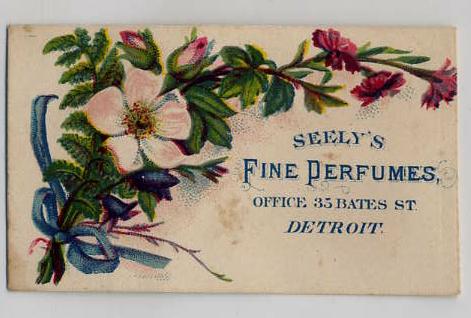 SEELY'S
FINE PERFUMES,
OFFICE 35 BATES ST.
DETROIT.